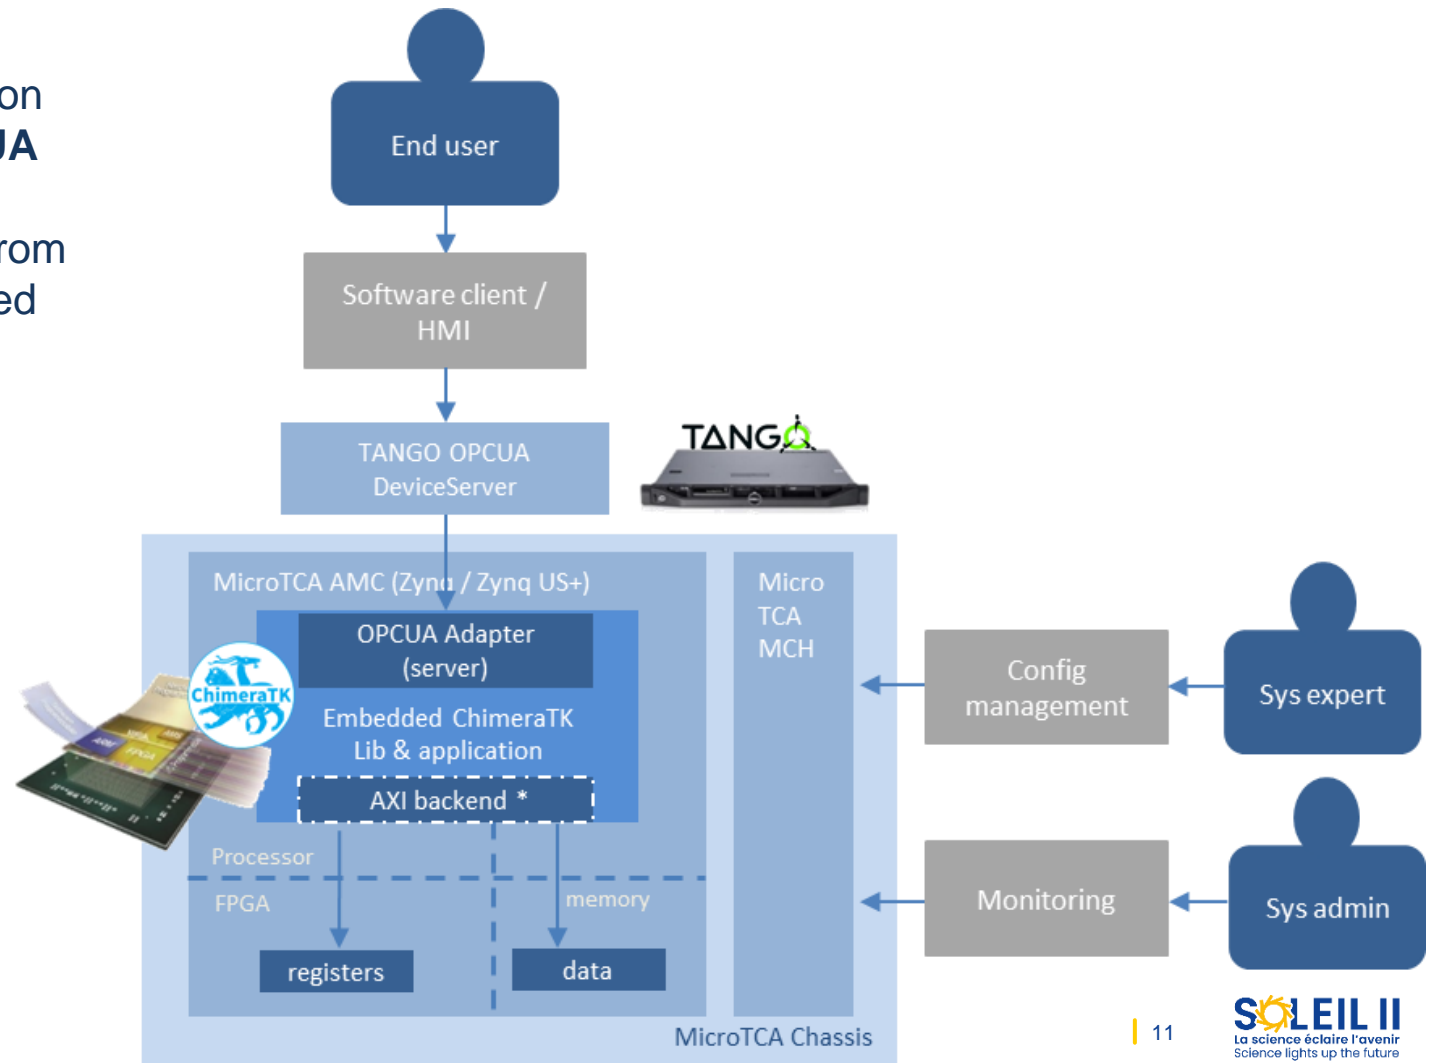 on
UA
rom
ed
End user
Software client /
HMI
TANGO OPCUA
DeviceServer
TANGO
MicroTCA AMC (Zynq / Zynq US+)
OPCUA Adapter
(server)
ChimeraTK
Embedded ChimeraTK
Lib & application
AXI backend *
Processor
FPGA
memory
registers
data
Micro
TCA
MCH
MicroTCA Chassis
Config
management
Sys expert
Monitoring
Sys admin
11
SOLEIL II
La science éclaire l'avenir
Science lights up the future